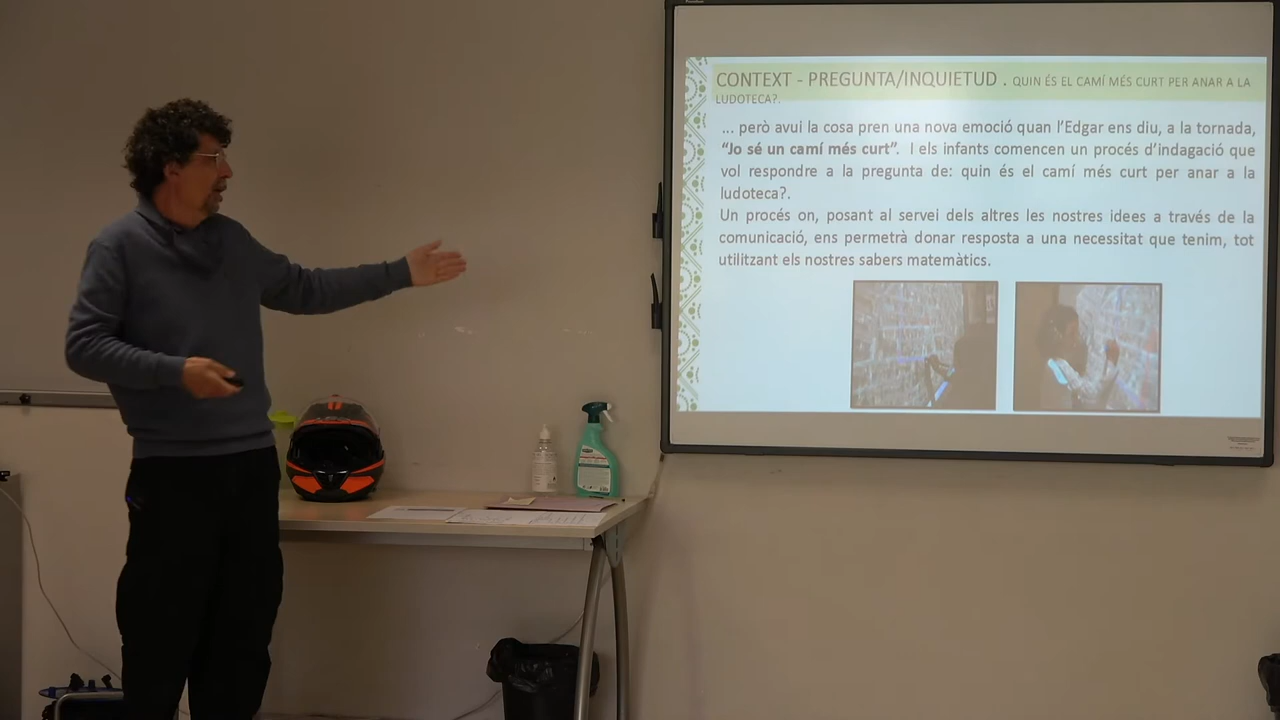 CONTEXT - PREGUNTA/INQUIETUD . QUIN ÉS EL CAMÍ MÉS CURT PER ANAR A LA
LUDOTECA?.
... però avui la cosa pren una nova emoció quan l'Edgar ens diu, a la tornada,
“Jo sé un camí més curt”. I els infants comencen un procés d'indagació que
vol respondre a la pregunta de: quin és el camí més curt per anar a la
ludoteca?.
Un procés on, posant al servei dels altres les nostres idees a través de la
comunicació, ens permetrà donar resposta a una necessitat que tenim, tot
utilitzant els nostres sabers matemàtics.